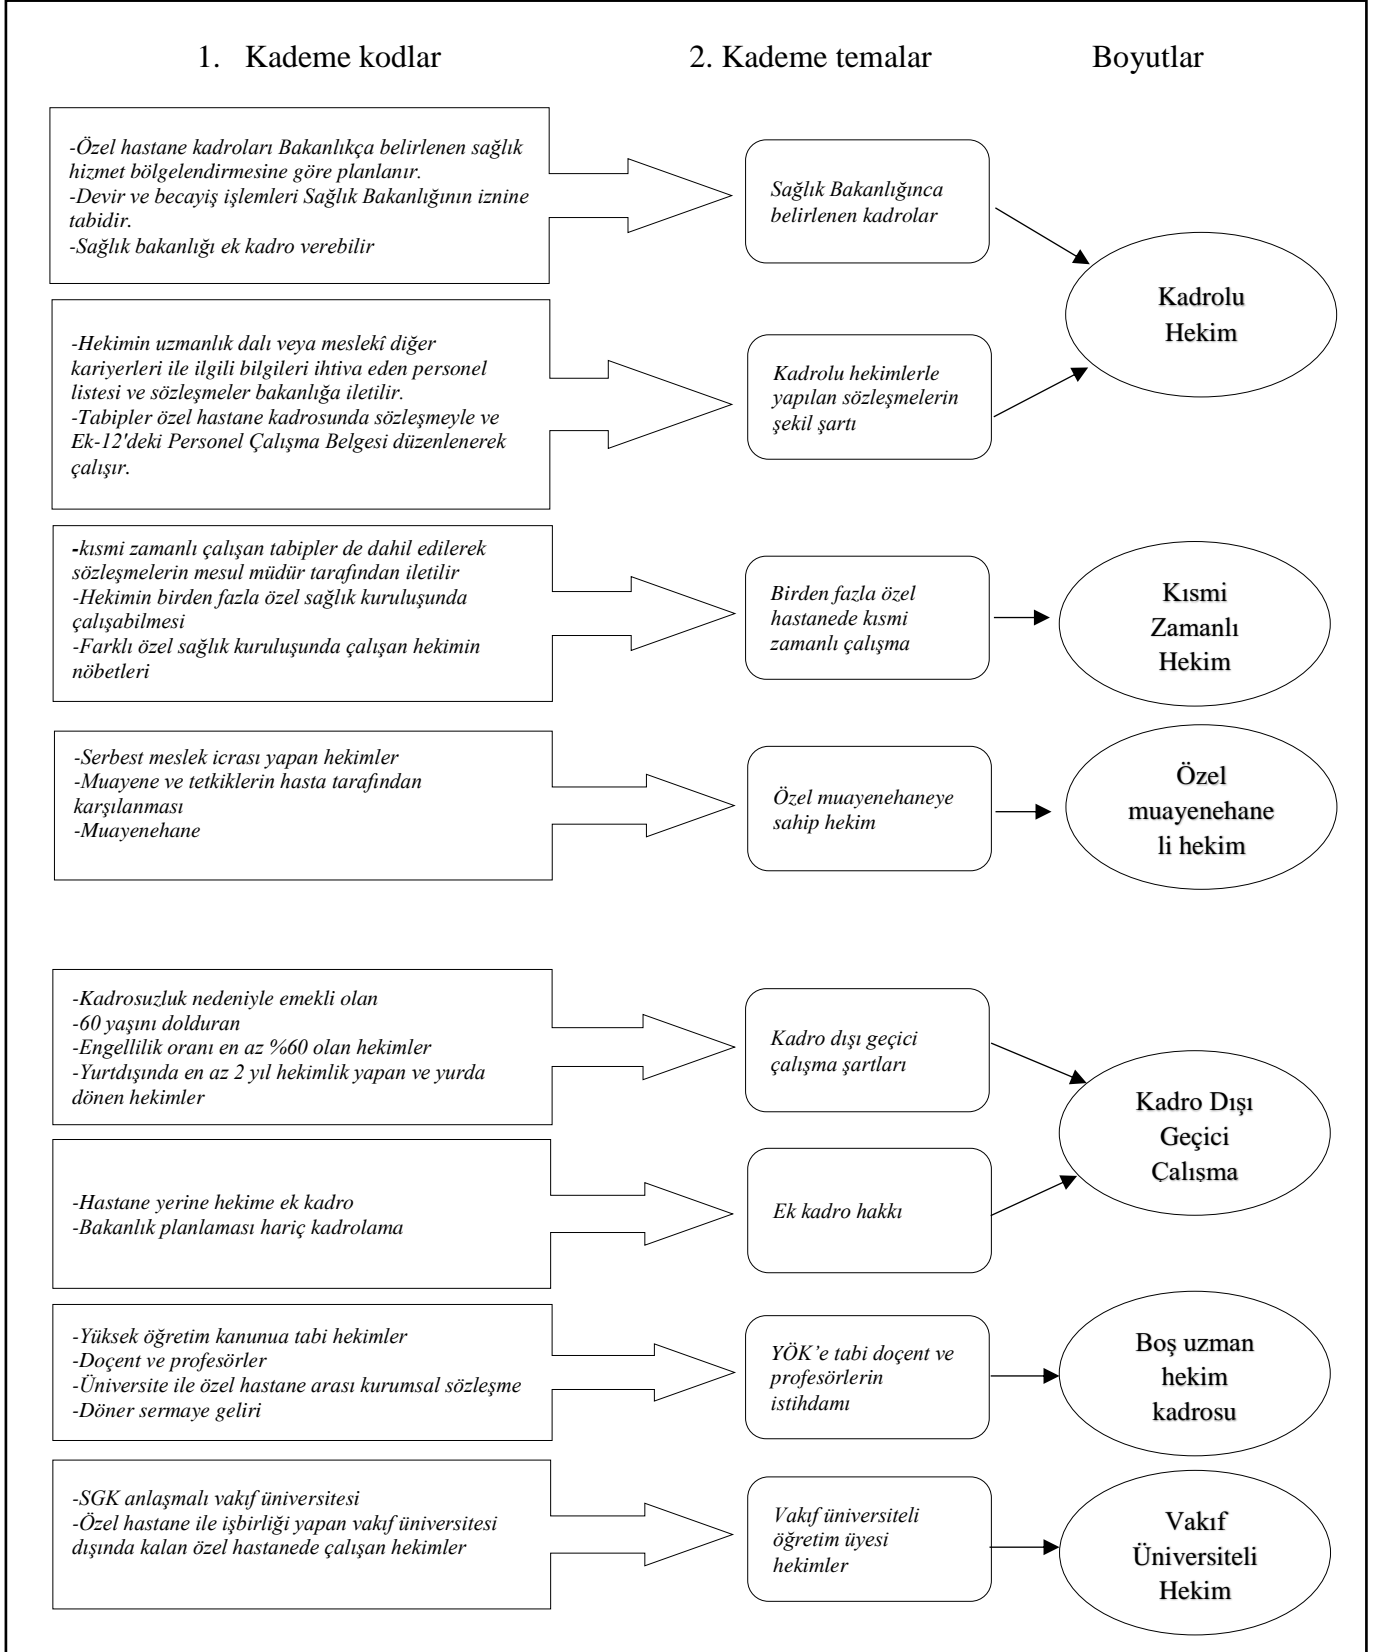 1. Kademe kodlar
2. Kademe temalar
Boyutlar
-Özel hastane kadroları Bakanlıkça belirlenen sağlık
hizmet bölgelendirmesine göre planlanır.
-Devir ve becayiş işlemleri Sağlık Bakanlığının iznine
tabidir.
-Sağlık bakanlığı ek kadro verebilir
Sağlık Bakanlığınca
belirlenen kadrolar
Kadrolu
Hekim
-Hekimin uzmanlık dalı veya meslekî diğer
kariyerleri ile ilgili bilgileri ihtiva eden personel
listesi ve sözleşmeler bakanlığa iletilir.
-Tabipler özel hastane kadrosunda sözleşmeyle ve
Ek-12'deki Personel Çalışma Belgesi düzenlenerek
çalışır.
Kadrolu hekimlerle
yapılan sözleşmelerin
şekil şartı
-kısmi zamanlı çalışan tabipler de dahil edilerek
sözleşmelerin mesul müdür tarafından iletilir
-Hekimin birden fazla özel sağlık kuruluşunda
çalışabilmesi
-Farklı özel sağlık kuruluşunda çalışan hekimin
nöbetleri
Birden fazla özel
hastanede kısmi
zamanlı çalışma
Kısmi
Zamanlı
Hekim
-Serbest meslek icrası yapan hekimler
-Muayene ve tetkiklerin hasta tarafından
karşılanması
-Muayenehane
Özel muayenehaneye
sahip hekim
Özel
muayenehane
li hekim
-Kadrosuzluk nedeniyle emekli olan
-60 yaşını dolduran
-Engellilik oranı en az %60 olan hekimler
-Yurtdışında en az 2 yıl hekimlik yapan ve yurda
dönen hekimler
Kadro dışı geçici
çalışma şartları
Kadro Dışı
Geçici
Çalışma
-Hastane yerine hekime ek kadro
-Bakanlık planlaması hariç kadrolama
Ek kadro hakkı
-Yüksek öğretim kanunua tabi hekimler
-Doçent ve profesörler
-Üniversite ile özel hastane arası kurumsal sözleşme
-Döner sermaye geliri
YÖK’e tabi doçent ve
profesörlerin
istihdamı
Boş uzman
hekim
kadrosu
-SGK anlaşmalı vakıf üniversitesi
-Özel hastane ile işbirliği yapan vakıf üniversitesi
dışında kalan özel hastanede çalışan hekimler
Vakıf üniversiteli
öğretim üyesi
hekimler
Vakıf
Üniversiteli
Hekim